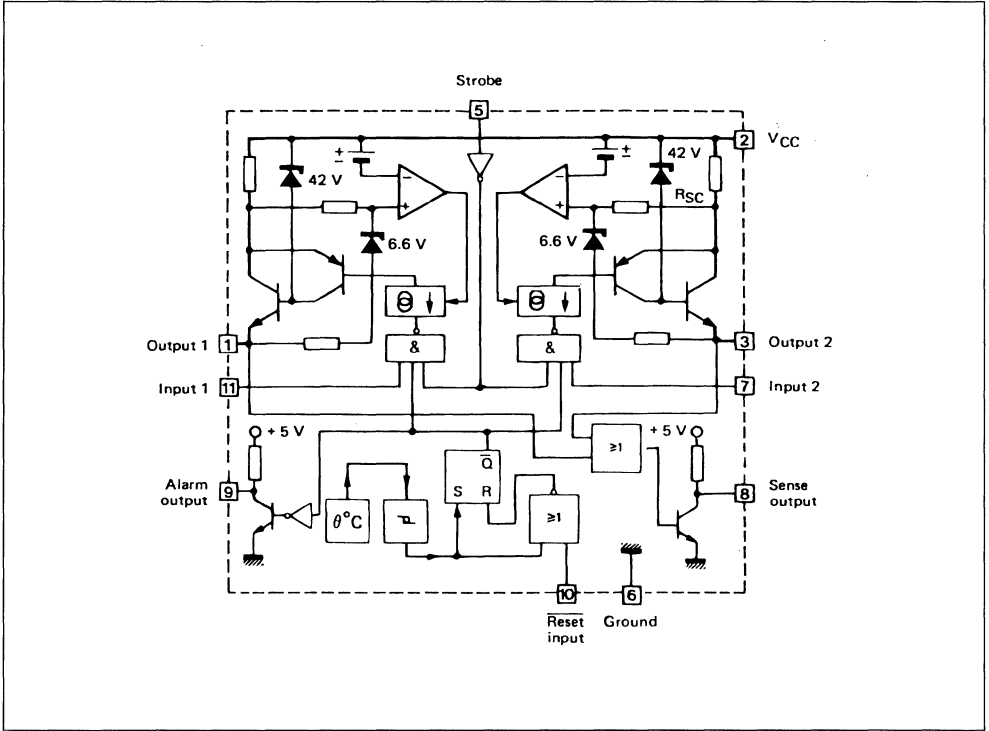 Strobe
5
2 VCC
± ±
42 V 42 V
− −
+ +
RSC
6.6 V 6.6 V
Output 1 1
& &
3 Output 2
Input 1 11
7 Input 2
+ 5 V
≥1
+ 5 V
Q̅
S R
Alarm
output
9
θ°C
≥1
8
Sense
output
10
6
Reset
input
Ground